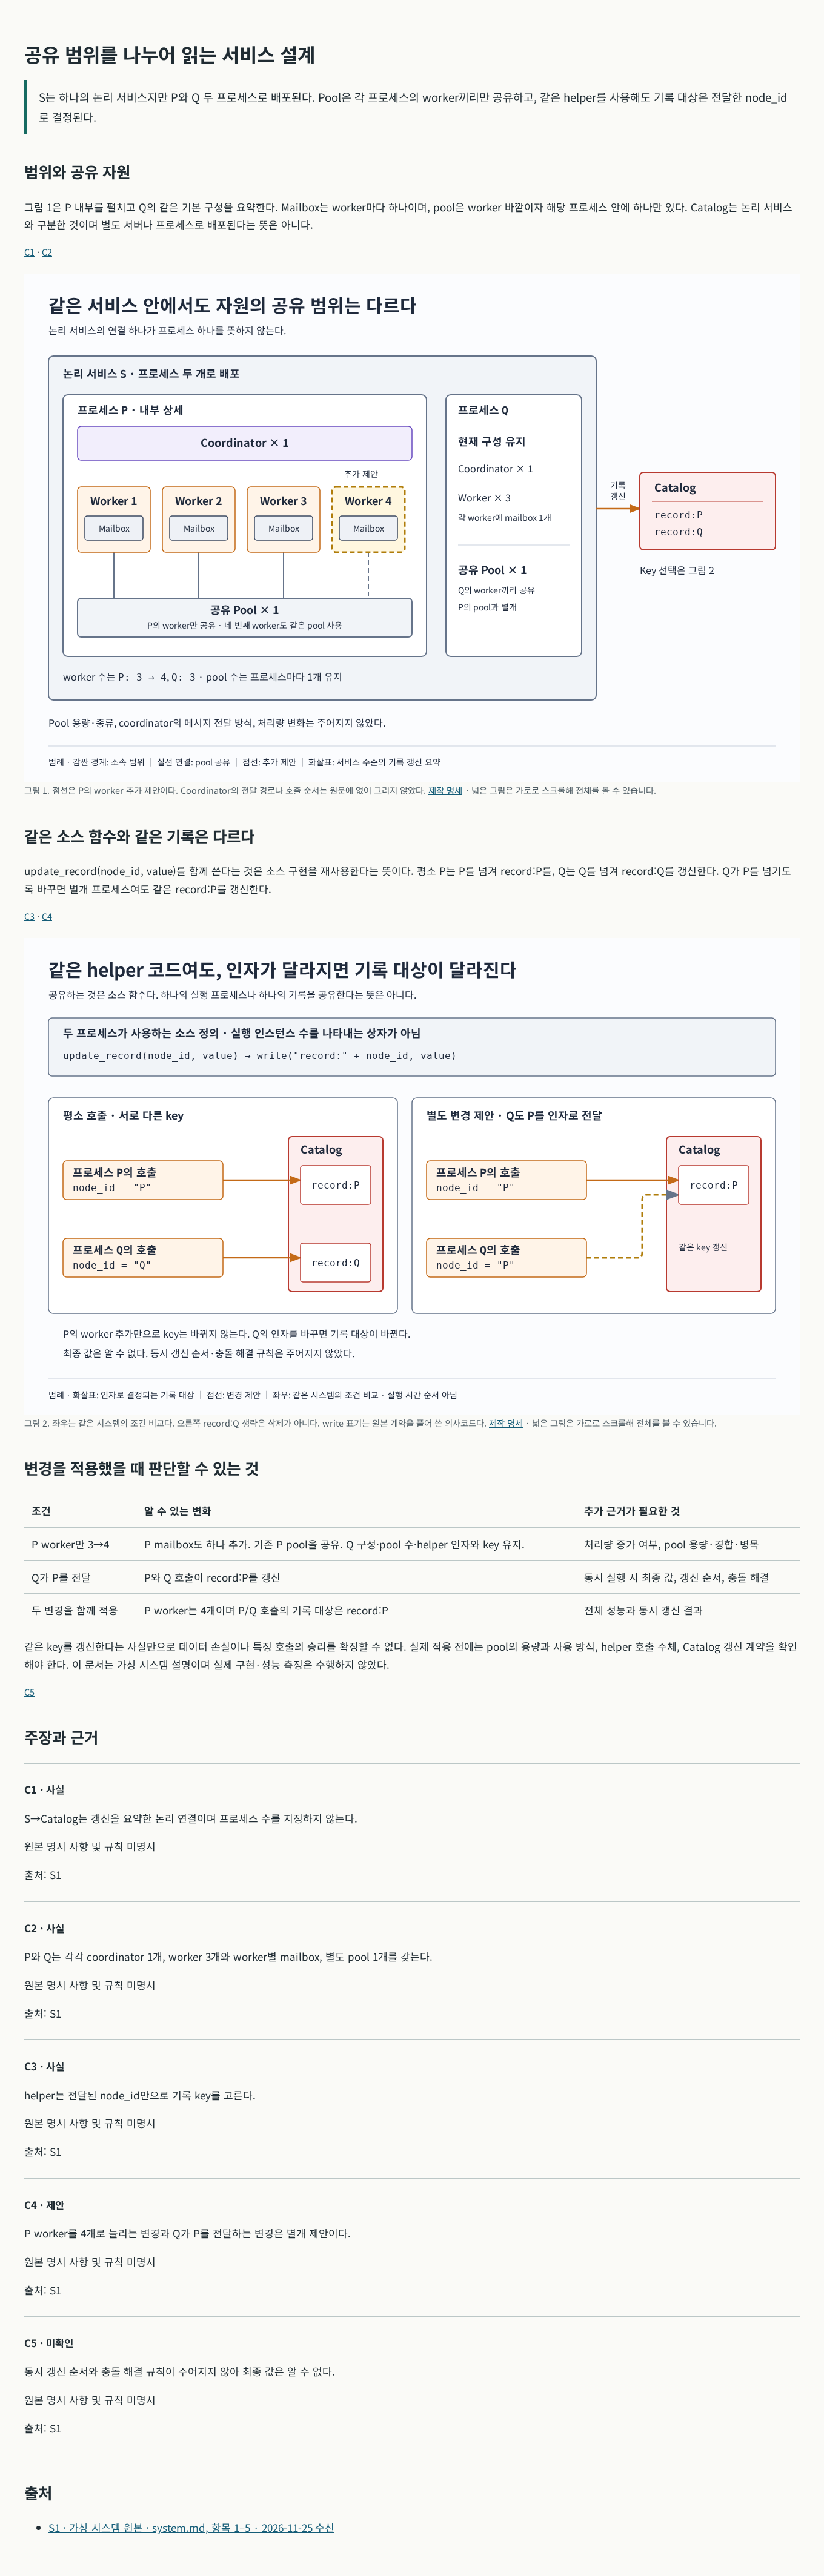 공유 범위를 나누어 읽는 서비스 설계
S는 하나의 논리 서비스지만 P와 Q 두 프로세스로 배포된다. Pool은 각 프로세스의 worker끼리만 공유하고, 같은 helper를 사용해도 기록 대상은 전달한 node_id
로 결정된다.
범위와 공유 자원
그림 1은 P 내부를 펼치고 Q의 같은 기본 구성을 요약한다. Mailbox는 worker마다 하나이며, pool은 worker 바깥이자 해당 프로세스 안에 하나만 있다. Catalog는 논리 서비스
와 구분한 것이며 별도 서버나 프로세스로 배포된다는 뜻은 아니다.
C1 · C2
같은 서비스 안에서도 자원의 공유 범위는 다르다
논리 서비스의 연결 하나가 프로세스 하나를 뜻하지 않는다.
논리 서비스 S · 프로세스 두 개로 배포
프로세스 P · 내부 상세
Coordinator × 1
추가 제안
Worker 1
Worker 2
Worker 3
Worker 4
Mailbox
Mailbox
Mailbox
Mailbox
공유 Pool × 1
P의 worker만 공유 · 네 번째 worker도 같은 pool 사용
프로세스 Q
현재 구성 유지
Coordinator × 1
Worker × 3
각 worker에 mailbox 1개
공유 Pool × 1
Q의 worker끼리 공유
P의 pool과 별개
기록
갱신
Catalog
record:P
record:Q
Key 선택은 그림 2
worker 수는 P: 3 → 4, Q: 3 · pool 수는 프로세스마다 1개 유지
Pool 용량·종류, coordinator의 메시지 전달 방식, 처리량 변화는 주어지지 않았다.
범례 · 감싼 경계: 소속 범위 | 실선 연결: pool 공유 | 점선: 추가 제안 | 화살표: 서비스 수준의 기록 갱신 요약
그림 1. 점선은 P의 worker 추가 제안이다. Coordinator의 전달 경로나 호출 순서는 원문에 없어 그리지 않았다. 제작 명세 · 넓은 그림은 가로로 스크롤해 전체를 볼 수 있습니다.
같은 소스 함수와 같은 기록은 다르다
update_record(node_id, value)를 함께 쓴다는 것은 소스 구현을 재사용한다는 뜻이다. 평소 P는 P를 넘겨 record:P를, Q는 Q를 넘겨 record:Q를 갱신한다. Q가 P를 넘기도
록 바꾸면 별개 프로세스여도 같은 record:P를 갱신한다.
C3 · C4
같은 helper 코드여도, 인자가 달라지면 기록 대상이 달라진다
공유하는 것은 소스 함수다. 하나의 실행 프로세스나 하나의 기록을 공유한다는 뜻은 아니다.
두 프로세스가 사용하는 소스 정의 · 실행 인스턴스 수를 나타내는 상자가 아님
update_record(node_id, value) → write("record:" + node_id, value)
평소 호출 · 서로 다른 key
프로세스 P의 호출
node_id = "P"
프로세스 Q의 호출
node_id = "Q"
Catalog
record:P
record:Q
별도 변경 제안 · Q도 P를 인자로 전달
프로세스 P의 호출
node_id = "P"
프로세스 Q의 호출
node_id = "P"
Catalog
record:P
같은 key 갱신
P의 worker 추가만으로 key는 바뀌지 않는다. Q의 인자를 바꾸면 기록 대상이 바뀐다.
최종 값은 알 수 없다. 동시 갱신 순서·충돌 해결 규칙은 주어지지 않았다.
범례 · 화살표: 인자로 결정되는 기록 대상 | 점선: 변경 제안 | 좌우: 같은 시스템의 조건 비교 · 실행 시간 순서 아님
그림 2. 좌우는 같은 시스템의 조건 비교다. 오른쪽 record:Q 생략은 삭제가 아니다. write 표기는 원본 계약을 풀어 쓴 의사코드다. 제작 명세 · 넓은 그림은 가로로 스크롤해 전체를 볼 수 있습니다.
변경을 적용했을 때 판단할 수 있는 것
조건 알 수 있는 변화 추가 근거가 필요한 것
P worker만 3→4 P mailbox도 하나 추가. 기존 P pool을 공유. Q 구성·pool 수·helper 인자와 key 유지. 처리량 증가 여부, pool 용량·경합·병목
Q가 P를 전달 P와 Q 호출이 record:P를 갱신 동시 실행 시 최종 값, 갱신 순서, 충돌 해결
두 변경을 함께 적용 P worker는 4개이며 P/Q 호출의 기록 대상은 record:P 전체 성능과 동시 갱신 결과
같은 key를 갱신한다는 사실만으로 데이터 손실이나 특정 호출의 승리를 확정할 수 없다. 실제 적용 전에는 pool의 용량과 사용 방식, helper 호출 주체, Catalog 갱신 계약을 확인
해야 한다. 이 문서는 가상 시스템 설명이며 실제 구현·성능 측정은 수행하지 않았다.
C5
주장과 근거
C1 · 사실
S→Catalog는 갱신을 요약한 논리 연결이며 프로세스 수를 지정하지 않는다.
원본 명시 사항 및 규칙 미명시
출처: S1
C2 · 사실
P와 Q는 각각 coordinator 1개, worker 3개와 worker별 mailbox, 별도 pool 1개를 갖는다.
원본 명시 사항 및 규칙 미명시
출처: S1
C3 · 사실
helper는 전달된 node_id만으로 기록 key를 고른다.
원본 명시 사항 및 규칙 미명시
출처: S1
C4 · 제안
P worker를 4개로 늘리는 변경과 Q가 P를 전달하는 변경은 별개 제안이다.
원본 명시 사항 및 규칙 미명시
출처: S1
C5 · 미확인
동시 갱신 순서와 충돌 해결 규칙이 주어지지 않아 최종 값은 알 수 없다.
원본 명시 사항 및 규칙 미명시
출처: S1
출처
S1 · 가상 시스템 원본 · system.md, 항목 1–5 · 2026-11-25 수신